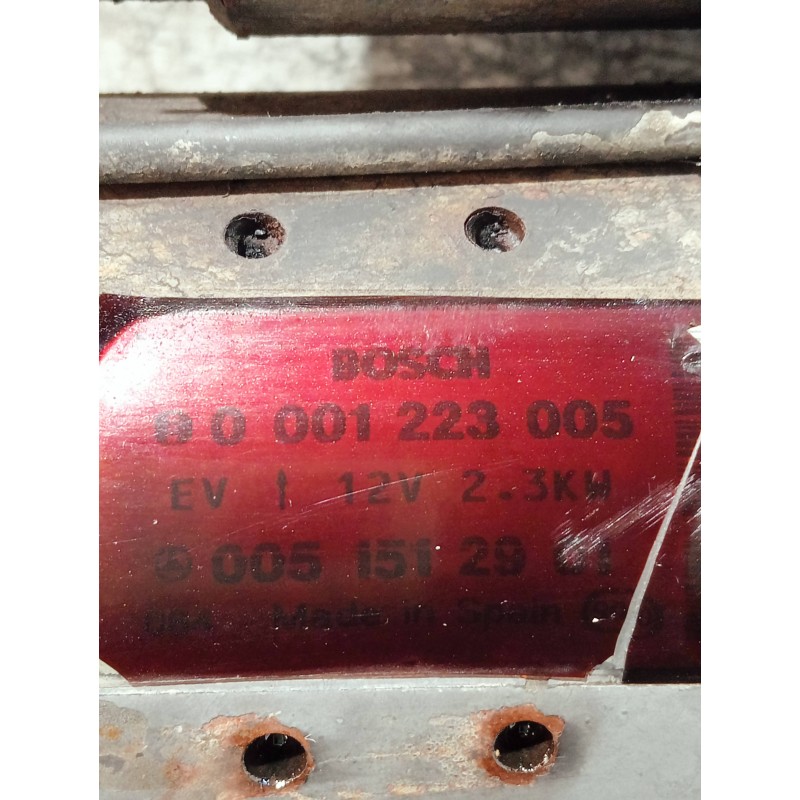 BOSCH
0 001 223 005
EV ↑ 12V 2.3KW
005 151 29 01
Made in Spain